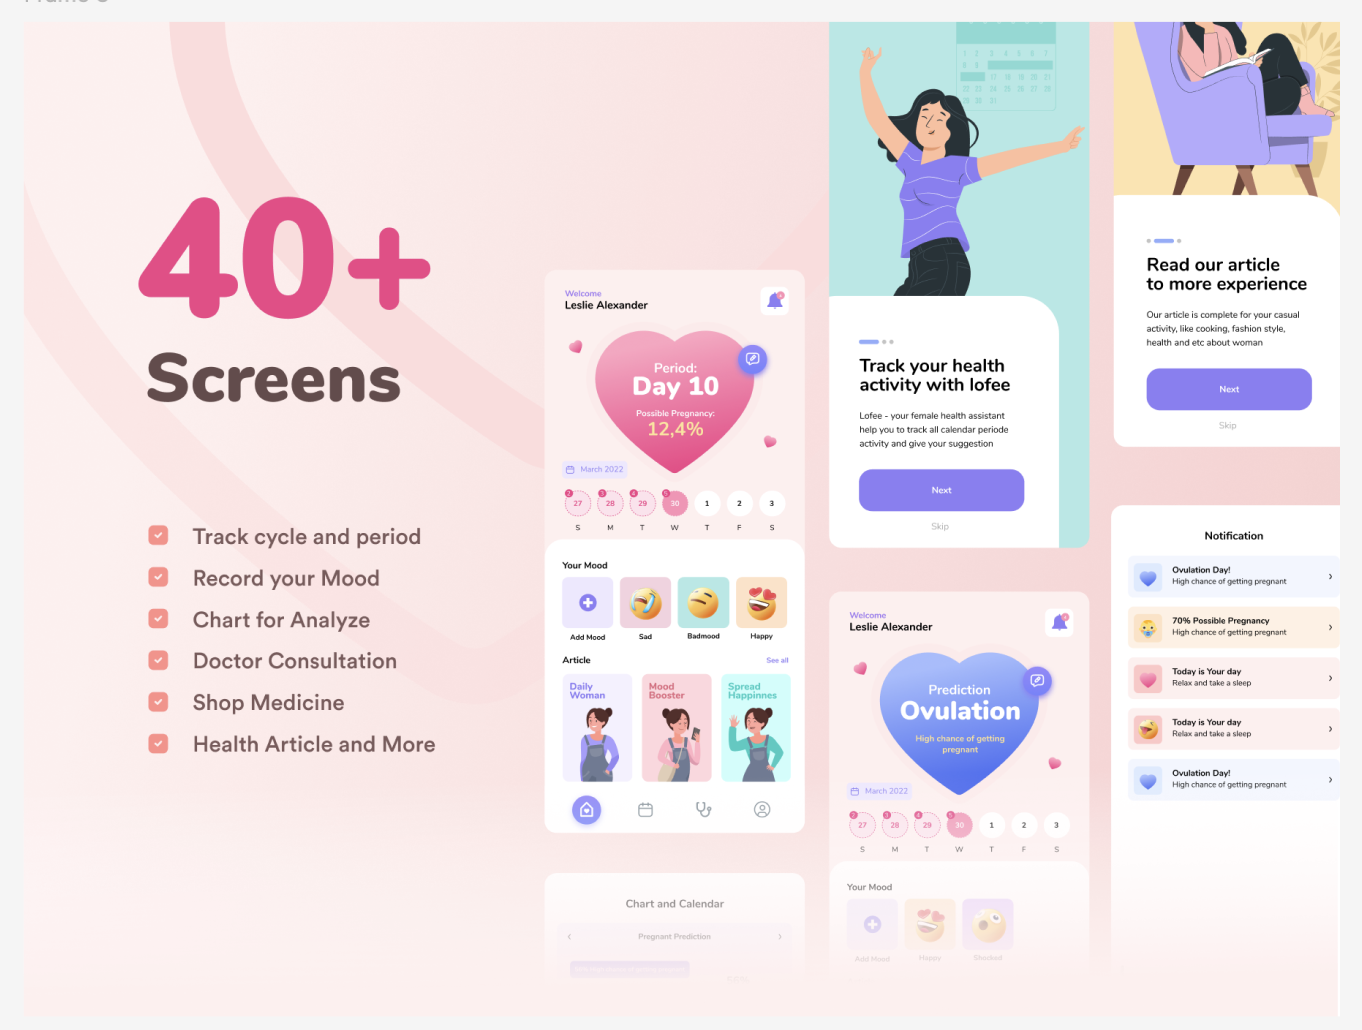 40+
Screens
Track cycle and period
Record your Mood
Chart for Analyze
Doctor Consultation
Shop Medicine
Health Article and More
Welcome
Leslie Alexander
Period:
Day 10
Possible Pregnancy:
12,4%
March 2022
2 3 4 5
27 28 29 30 1 2 3
S M T W T F S
Your Mood
Add Mood Sad Badmood Happy
Article See all
Daily
Woman
Mood
Booster
Spread
Happinnes
Chart and Calendar
Pregnant Prediction
Track your health
activity with lofee
Lofee - your female health assistant
help you to track all calendar periode
activity and give your suggestion
Next
Skip
Welcome
Leslie Alexander
Prediction
Ovulation
High chance of getting
pregnant
March 2022
2 3 4 5
27 28 29 30 1 2 3
S M T W T F S
Your Mood
Add Mood Happy Shocked
Read our article
to more experience
Our article is complete for your casual
activity, like cooking, fashion style,
health and etc about woman
Next
Skip
Notification
Ovulation Day!
High chance of getting pregnant
70% Possible Pregnancy
High chance of getting pregnant
Today is Your day
Relax and take a sleep
Today is Your day
Relax and take a sleep
Ovulation Day!
High chance of getting pregnant